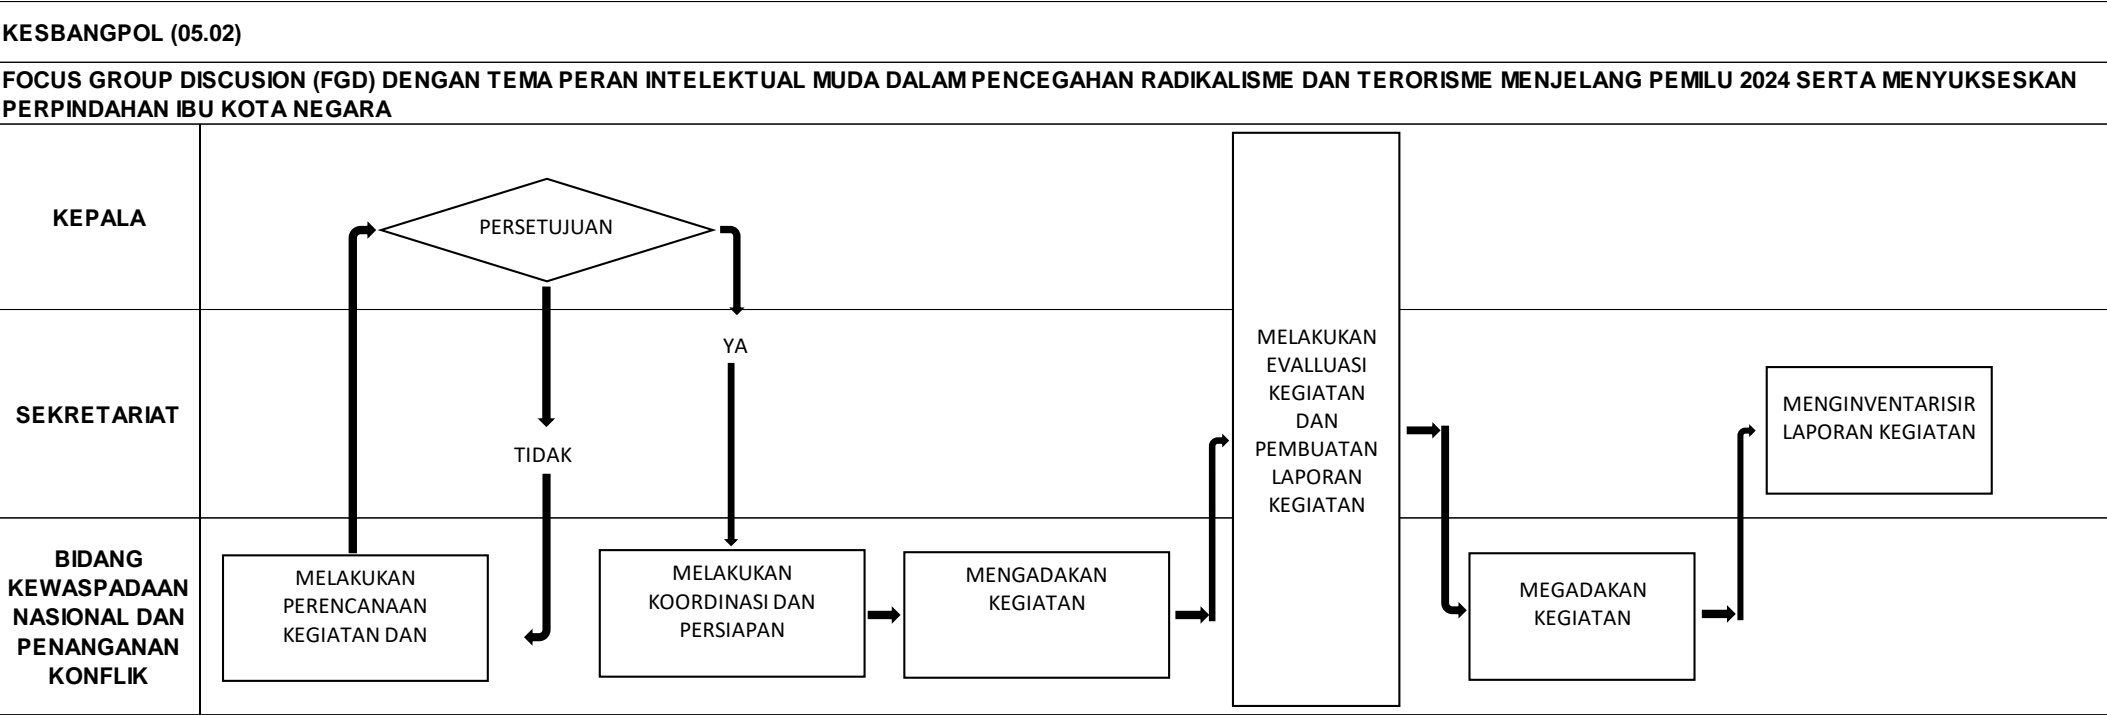 KESBANGPOL (05.02)
FOCUS GROUP DISCUSION (FGD) DENGAN TEMA PERAN INTELEKTUAL MUDA DALAM PENCEGAHAN RADIKALISME DAN TERORISME MENJELANG PEMILU 2024 SERTA MENYUKSESKAN
PERPINDAHAN IBU KOTA NEGARA
KEPALA
PERSETUJUAN
SEKRETARIAT
YA
TIDAK
MELAKUKAN
EVALLUASI
KEGIATAN
DAN
PEMBUATAN
LAPORAN
KEGIATAN
MENGINVENTARISIR
LAPORAN KEGIATAN
BIDANG
KEWASPADAAN
NASIONAL DAN
PENANGANAN
KONFLIK
MELAKUKAN
PERENCANAAN
KEGIATAN DAN
MELAKUKAN
KOORDINASI DAN
PERSIAPAN
MENGADAKAN
KEGIATAN
MEGADAKAN
KEGIATAN